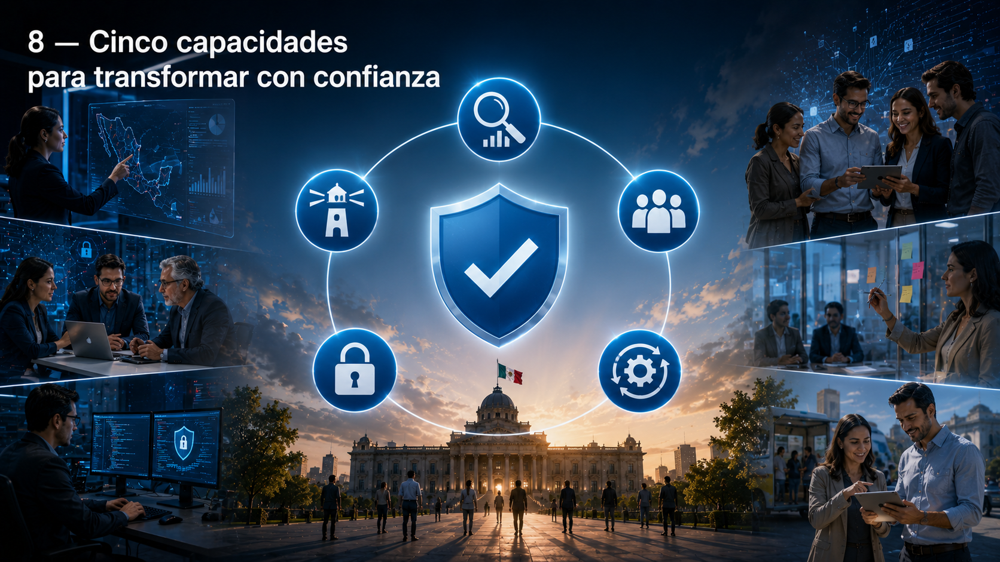 8 — Cinco capacidades
para transformar con confianza